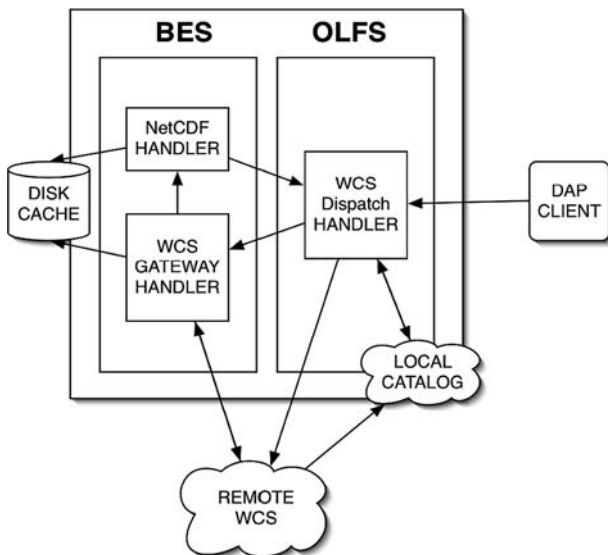 BES
OLFS
NetCDF
HANDLER
DISK
CACHE
WCS
GATEWAY
HANDLER
WCS
Dispatch
HANDLER
DAP
CLIENT
LOCAL
CATALOG
REMOTE
WCS